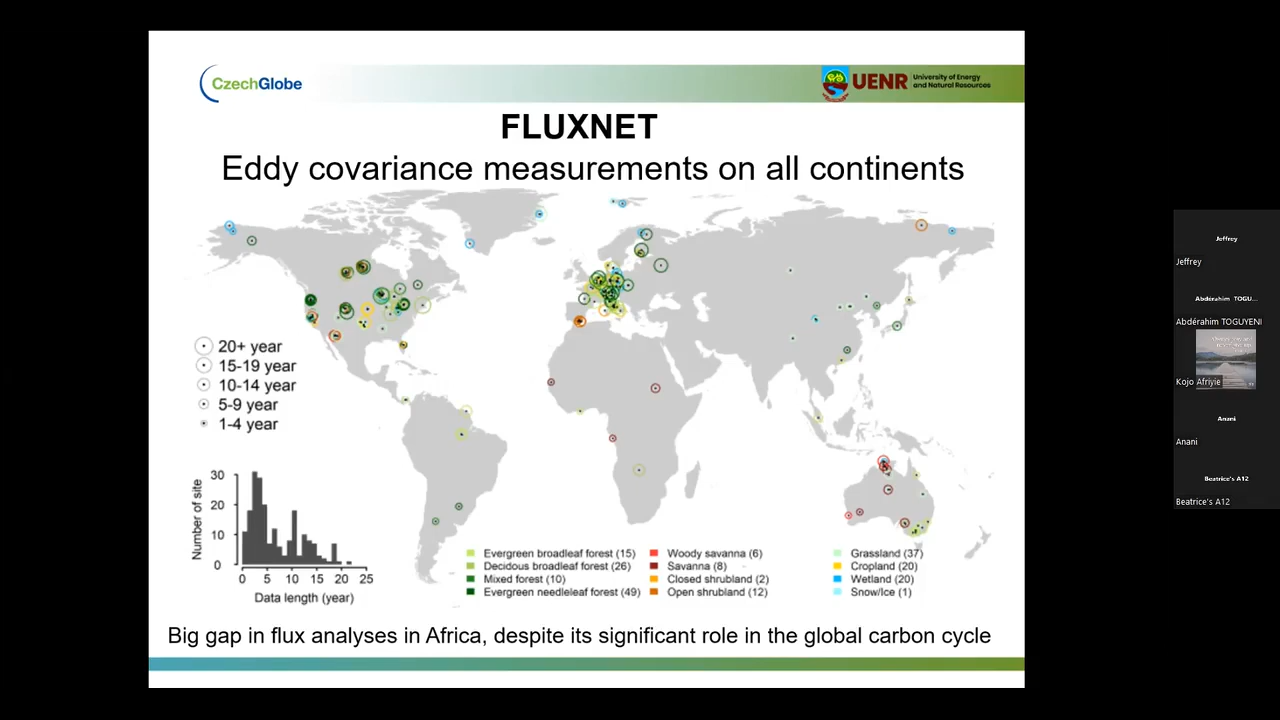 CzechGlobe
UENR
University of Energy
and Natural Resources
FLUXNET
Eddy covariance measurements on all continents
20+ year
15-19 year
10-14 year
5-9 year
1-4 year
Number of site
30
20
10
0
0 5 10 15 20 25
Data length (year)
Evergreen broadleaf forest (15)
Decidous broadleaf forest (26)
Mixed forest (10)
Evergreen needleleaf forest (49)
Woody savanna (6)
Savanna (8)
Closed shrubland (2)
Open shrubland (12)
Grassland (37)
Cropland (20)
Wetland (20)
Snow/Ice (1)
Big gap in flux analyses in Africa, despite its significant role in the global carbon cycle
Jeffrey
Jeffrey
Abdérahim TOGU...
Abdérahim TOGUYENI
Kojo Afriyie
Anani
Anani
Beatrice's A12
Beatrice's A12